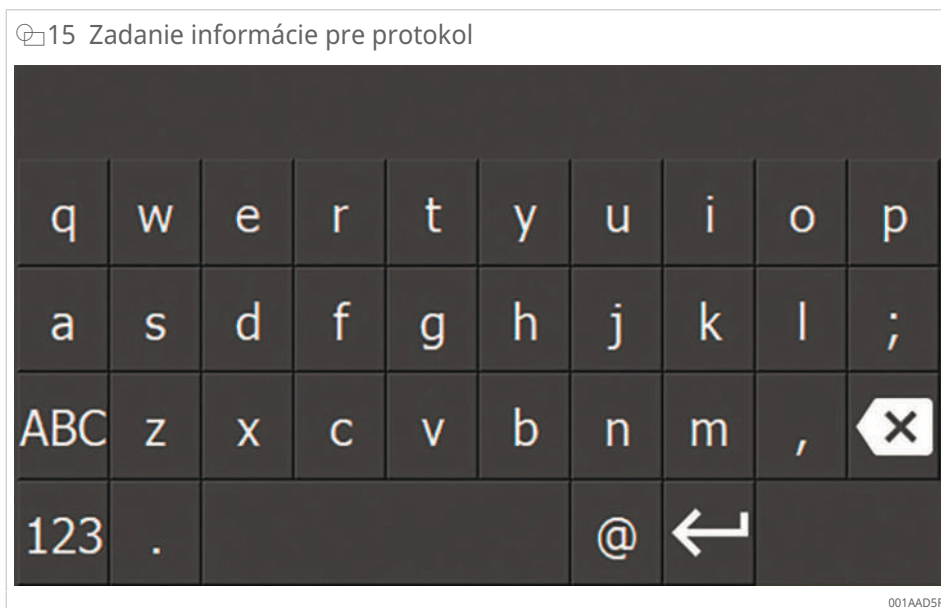 15 Zadanie informácie pre protokol
q w e r t y u i o p
a s d f g h j k l ;
ABC z x c v b n m ,
123 . @
001AAD5F